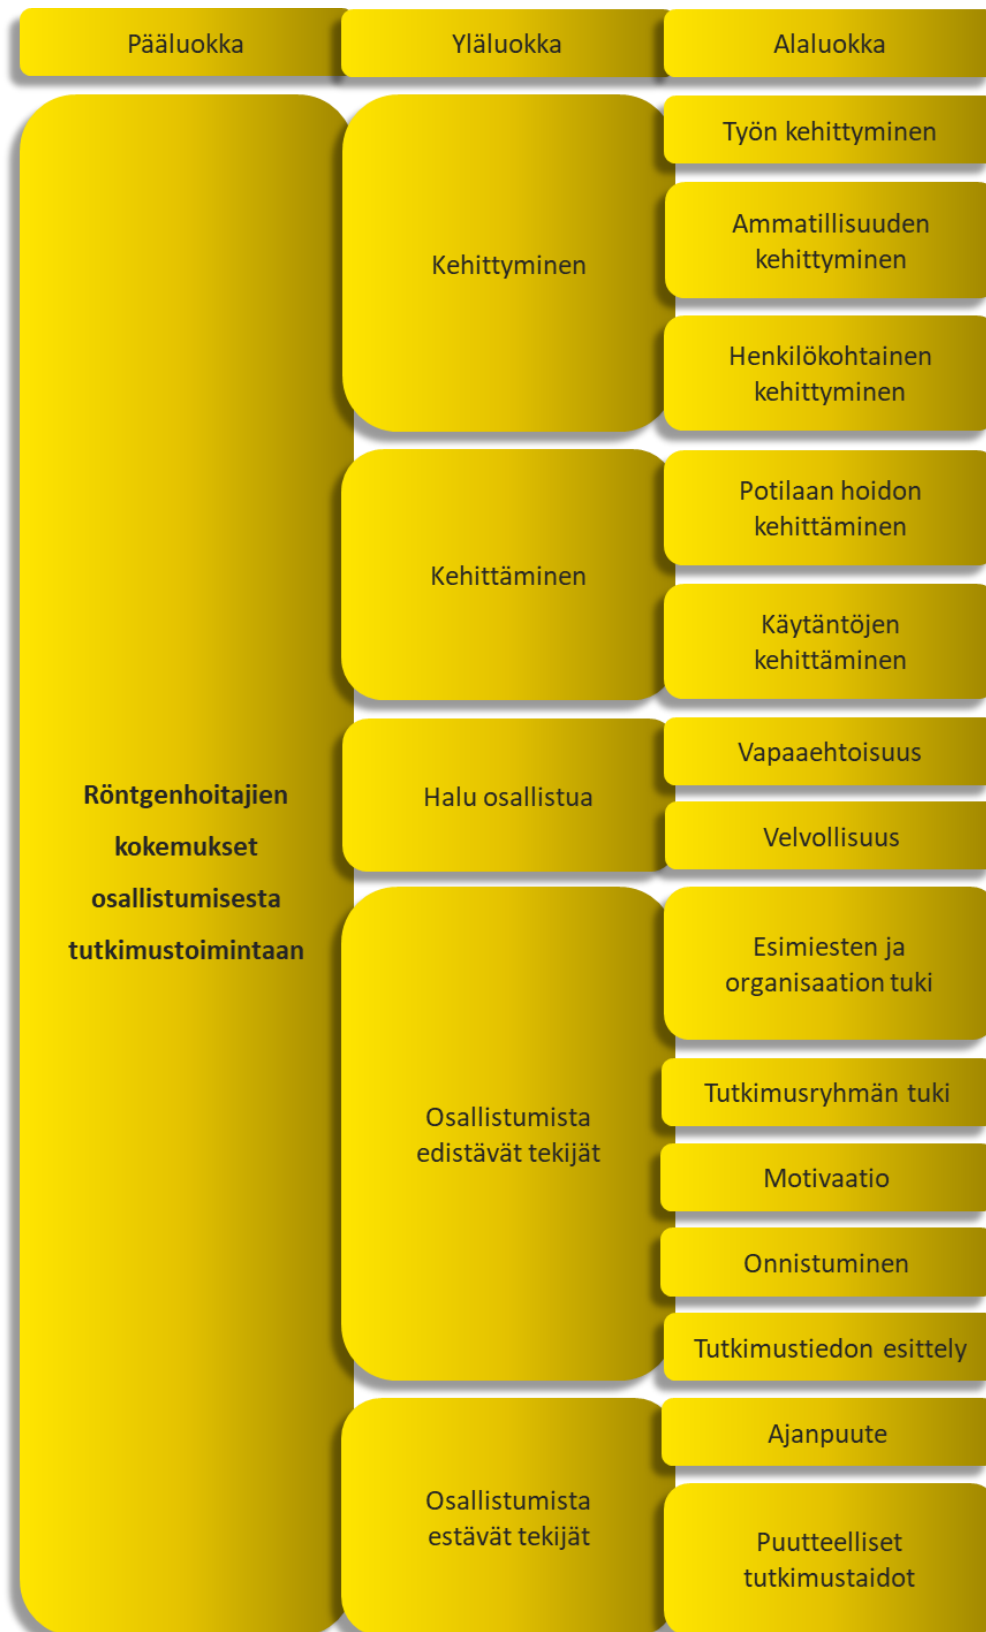 Pääluokka
Yläluokka
Alaluokka
Röntgenhoitajien
kokemukset
osallistumisesta
tutkimustoimintaan
Kehittyminen
Työn kehittyminen
Ammatillisuuden
kehittyminen
Henkilökohtainen
kehittyminen
Kehittäminen
Potilaan hoidon
kehittäminen
Käytäntöjen
kehittäminen
Halu osallistua
Vapaaehtoisuus
Velvollisuus
Osallistumista
edistävät tekijät
Esimiesten ja
organisaation tuki
Tutkimusryhmän tuki
Motivaatio
Onnistuminen
Tutkimustiedon esittely
Osallistumista
estävät tekijät
Ajanpuute
Puutteelliset
tutkimustaidot